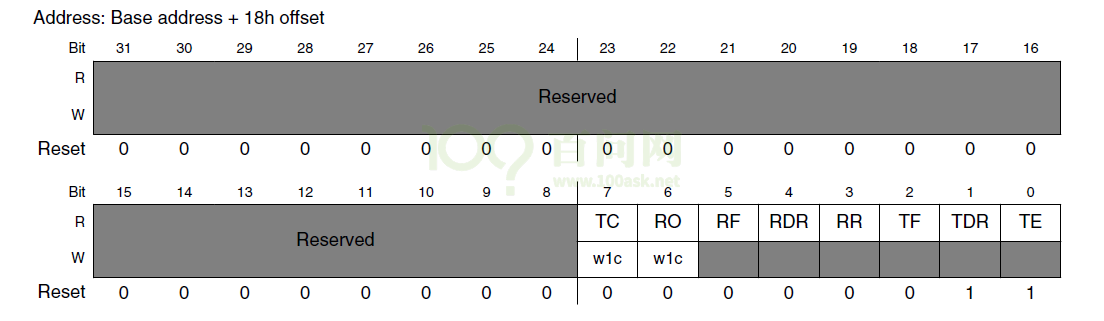 Address: Base address + 18h offset
Bit 31 30 29 28 27 26 25 24 23 22 21 20 19 18 17 16
R
Reserved
W
Reset 0 0 0 0 0 0 0 0 0 0 0 0 0 0 0 0
100? 百问网
www.100ask.net
Bit 15 14 13 12 11 10 9 8 7 6 5 4 3 2 1 0
R TC RO RF RDR RR TF TDR TE
Reserved
W w1c w1c
Reset 0 0 0 0 0 0 0 0 0 0 0 0 0 0 1 1